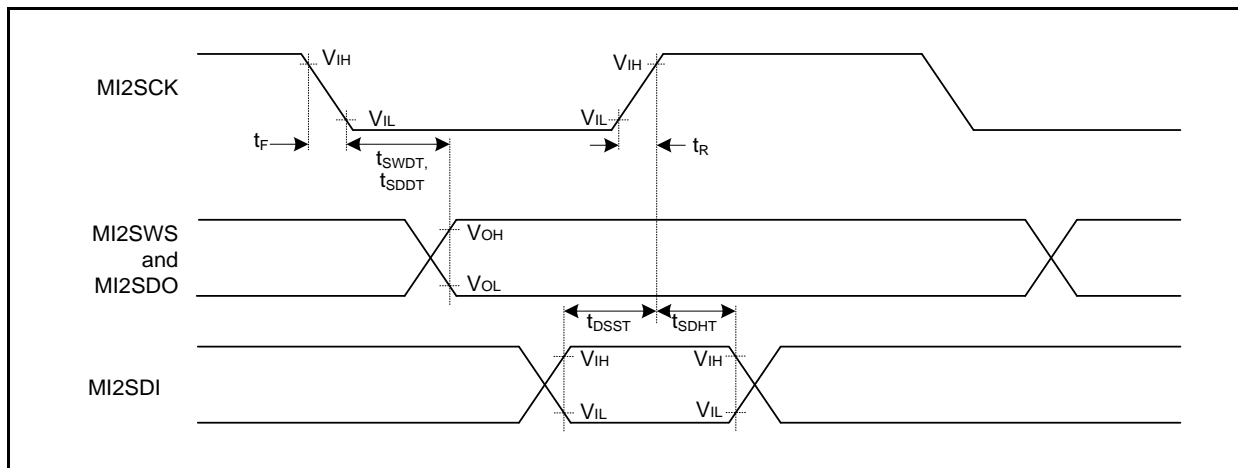 MI2SCK
VIH
VIL
VIH
VIL
tF
tSWDT,
tSDDT
tR
MI2SWS
and
MI2SDO
VOH
VOL
tDSST
tSDHT
MI2SDI
VIH
VIL
VIH
VIL